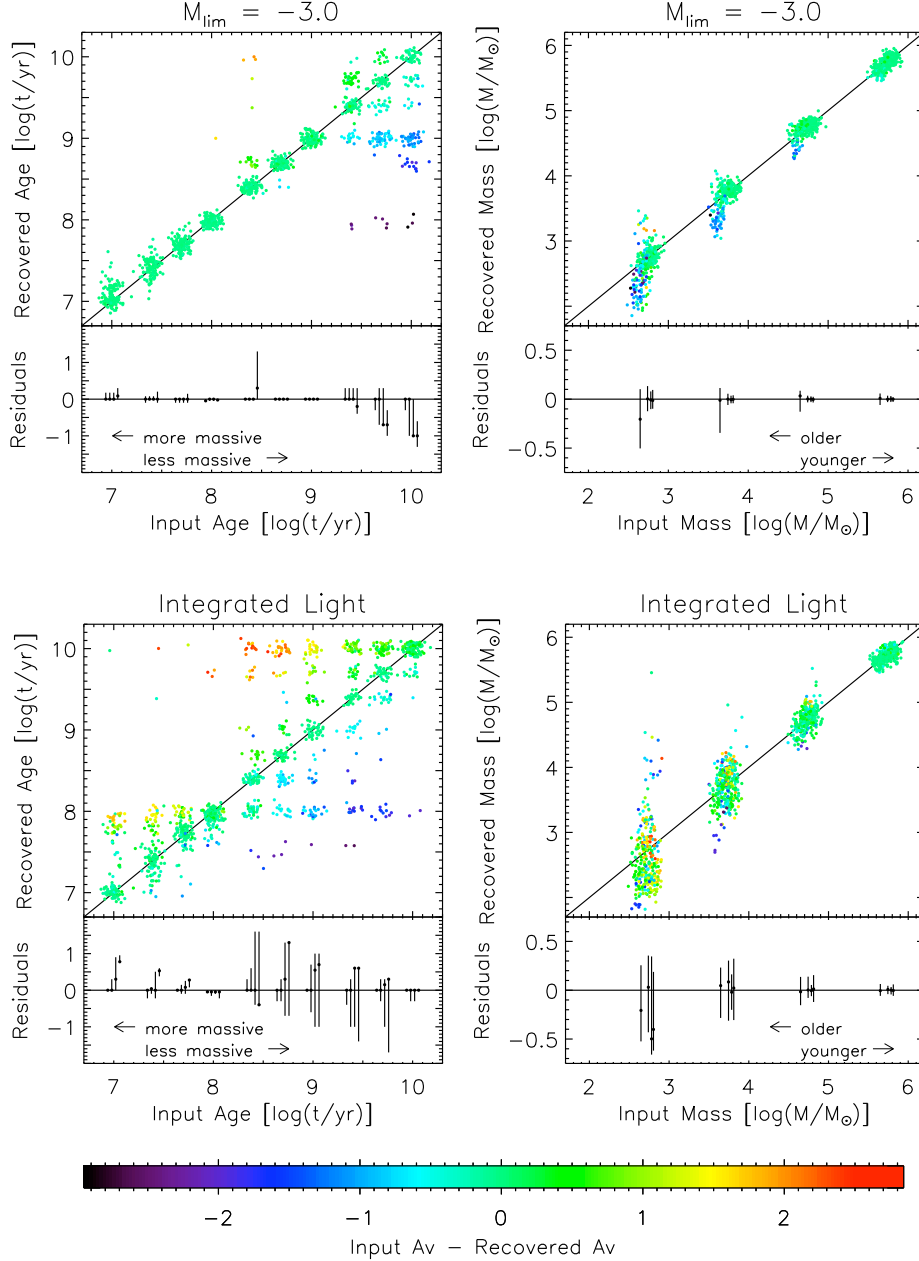 M_lim = −3.0
M_lim = −3.0
Recovered Age [log(t/yr)]
10
9
8
7
Recovered Mass [log(M/M⊙)]
6
5
4
3
Residuals
1
0
−1
← more massive
less massive →
Residuals
0.5
0
−0.5
← older
younger →
7 8 9 10
Input Age [log(t/yr)]
2 3 4 5 6
Input Mass [log(M/M⊙)]
Integrated Light
Integrated Light
Recovered Age [log(t/yr)]
10
9
8
7
Recovered Mass [log(M/M⊙)]
6
5
4
3
Residuals
1
0
−1
← more massive
less massive →
Residuals
0.5
0
−0.5
← older
younger →
7 8 9 10
Input Age [log(t/yr)]
2 3 4 5 6
Input Mass [log(M/M⊙)]
−2 −1 0 1 2
Input Av − Recovered Av